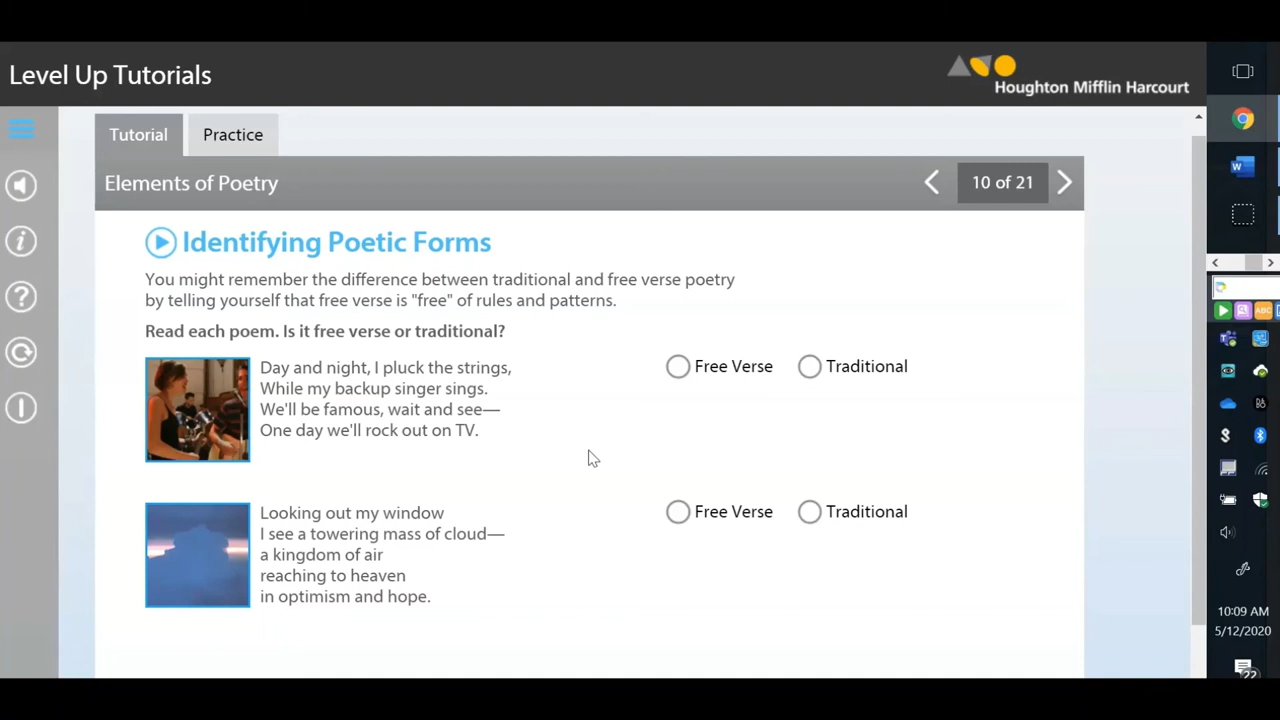 Level Up Tutorials
Houghton Mifflin Harcourt
Tutorial
Practice
Elements of Poetry
10 of 21
Identifying Poetic Forms
You might remember the difference between traditional and free verse poetry
by telling yourself that free verse is "free" of rules and patterns.
Read each poem. Is it free verse or traditional?
Day and night, I pluck the strings,
While my backup singer sings.
We'll be famous, wait and see—
One day we'll rock out on TV.
Free Verse
Traditional
Looking out my window
I see a towering mass of cloud—
a kingdom of air
reaching to heaven
in optimism and hope.
Free Verse
Traditional
ABC
10:09 AM
5/12/2020
22